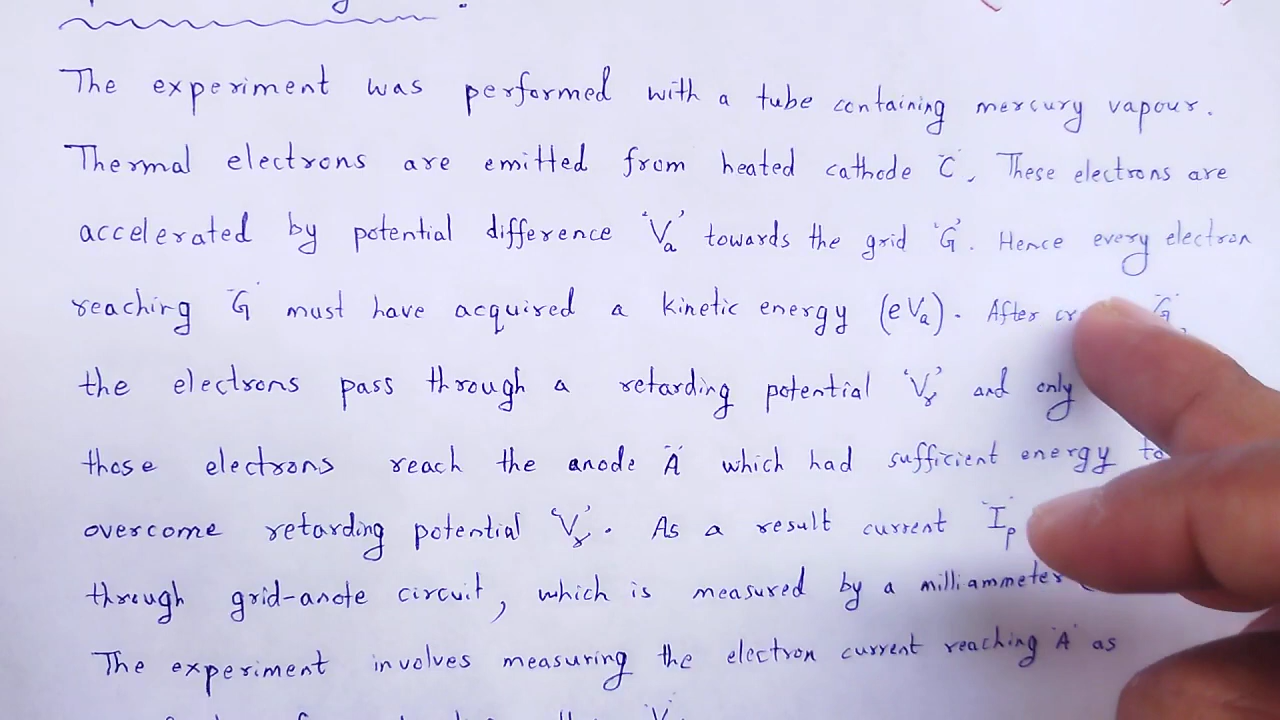 The experiment was performed with a tube containing mercury vapour.
Thermal electrons are emitted from heated cathode 'C'. These electrons are
accelerated by potential difference 'Va' towards the grid 'G'. Hence every electron
reaching 'G' must have acquired a kinetic energy (eVa). After 'G',
the electrons pass through a retarding potential 'Vr' and only
those electrons reach the anode 'A' which had sufficient energy to
overcome retarding potential 'Vr'. As a result current 'Ip'
through grid-anote circuit, which is measured by a milliammeter
The experiment involves measuring the electron current reaching 'A' as